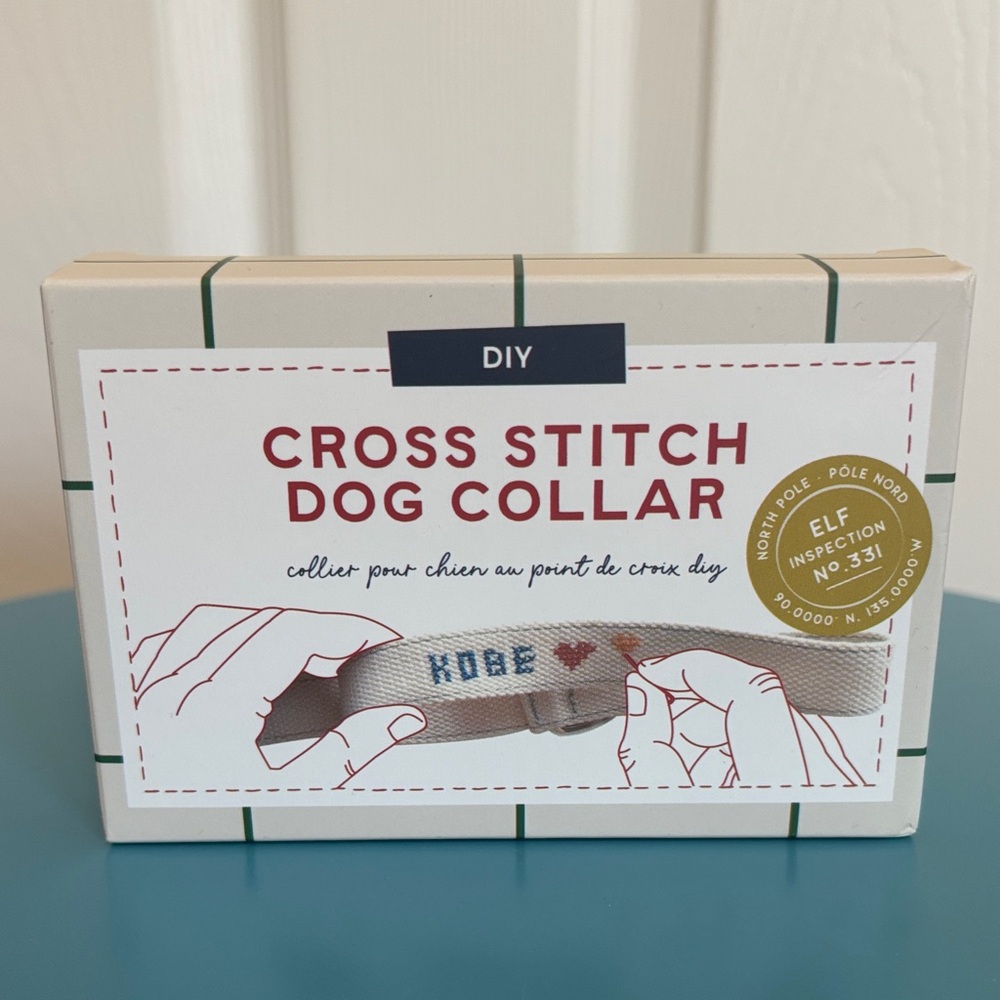 DIY
CROSS STITCH
DOG COLLAR
collier pour chien au point de croix diy
NORTH POLE · PÔLE NORD
ELF
INSPECTION
No.331
90.0000° N. 135.0000°W
KOBE